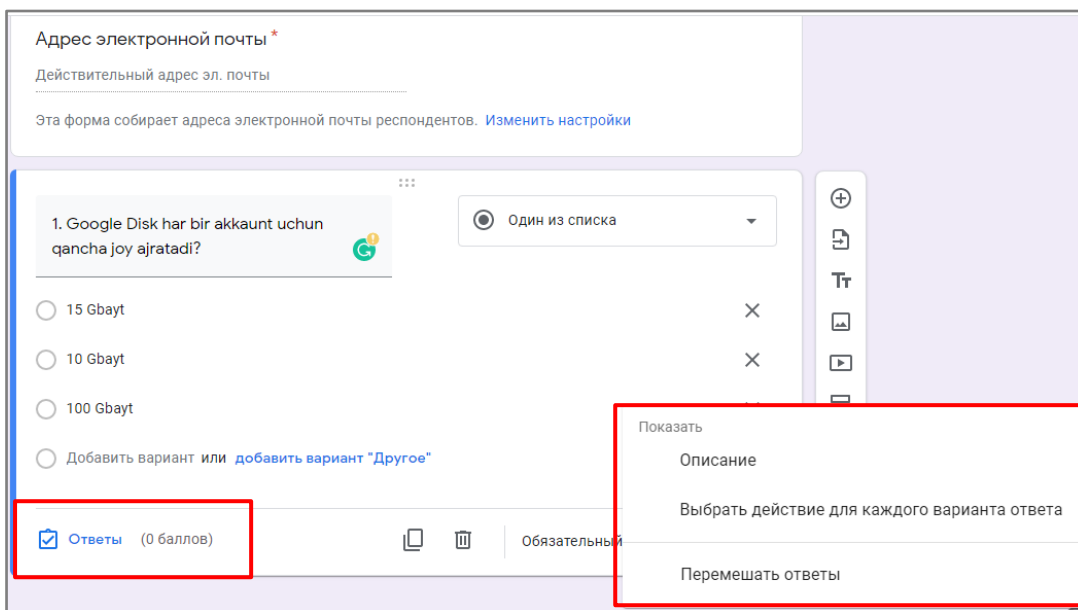 Адрес электронной почты *
Действительный адрес эл. почты
Эта форма собирает адреса электронной почты респондентов. Изменить настройки
1. Google Disk har bir akkaunt uchun
qancha joy ajratadi?
Один из списка
15 Gbayt
10 Gbayt
100 Gbayt
Добавить вариант или добавить вариант "Другое"
Ответы (0 баллов)
Обязательный
Показать
Описание
Выбрать действие для каждого варианта ответа
Перемешать ответы